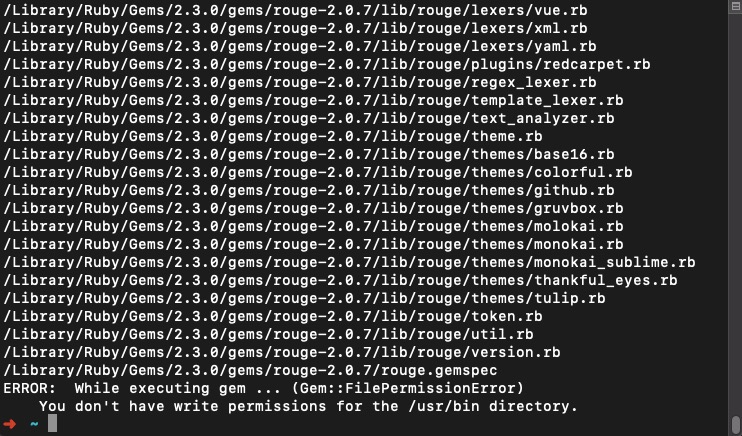 /Library/Ruby/Gems/2.3.0/gems/rouge-2.0.7/lib/rouge/lexers/vue.rb
/Library/Ruby/Gems/2.3.0/gems/rouge-2.0.7/lib/rouge/lexers/xml.rb
/Library/Ruby/Gems/2.3.0/gems/rouge-2.0.7/lib/rouge/lexers/yaml.rb
/Library/Ruby/Gems/2.3.0/gems/rouge-2.0.7/lib/rouge/plugins/redcarpet.rb
/Library/Ruby/Gems/2.3.0/gems/rouge-2.0.7/lib/rouge/regex_lexer.rb
/Library/Ruby/Gems/2.3.0/gems/rouge-2.0.7/lib/rouge/template_lexer.rb
/Library/Ruby/Gems/2.3.0/gems/rouge-2.0.7/lib/rouge/text_analyzer.rb
/Library/Ruby/Gems/2.3.0/gems/rouge-2.0.7/lib/rouge/theme.rb
/Library/Ruby/Gems/2.3.0/gems/rouge-2.0.7/lib/rouge/themes/base16.rb
/Library/Ruby/Gems/2.3.0/gems/rouge-2.0.7/lib/rouge/themes/colorful.rb
/Library/Ruby/Gems/2.3.0/gems/rouge-2.0.7/lib/rouge/themes/github.rb
/Library/Ruby/Gems/2.3.0/gems/rouge-2.0.7/lib/rouge/themes/gruvbox.rb
/Library/Ruby/Gems/2.3.0/gems/rouge-2.0.7/lib/rouge/themes/molokai.rb
/Library/Ruby/Gems/2.3.0/gems/rouge-2.0.7/lib/rouge/themes/monokai.rb
/Library/Ruby/Gems/2.3.0/gems/rouge-2.0.7/lib/rouge/themes/monokai_sublime.rb
/Library/Ruby/Gems/2.3.0/gems/rouge-2.0.7/lib/rouge/themes/thankful_eyes.rb
/Library/Ruby/Gems/2.3.0/gems/rouge-2.0.7/lib/rouge/themes/tulip.rb
/Library/Ruby/Gems/2.3.0/gems/rouge-2.0.7/lib/rouge/token.rb
/Library/Ruby/Gems/2.3.0/gems/rouge-2.0.7/lib/rouge/util.rb
/Library/Ruby/Gems/2.3.0/gems/rouge-2.0.7/lib/rouge/version.rb
/Library/Ruby/Gems/2.3.0/gems/rouge-2.0.7/rouge.gemspec
ERROR:  While executing gem ... (Gem::FilePermissionError)
    You don't have write permissions for the /usr/bin directory.
➜  ~